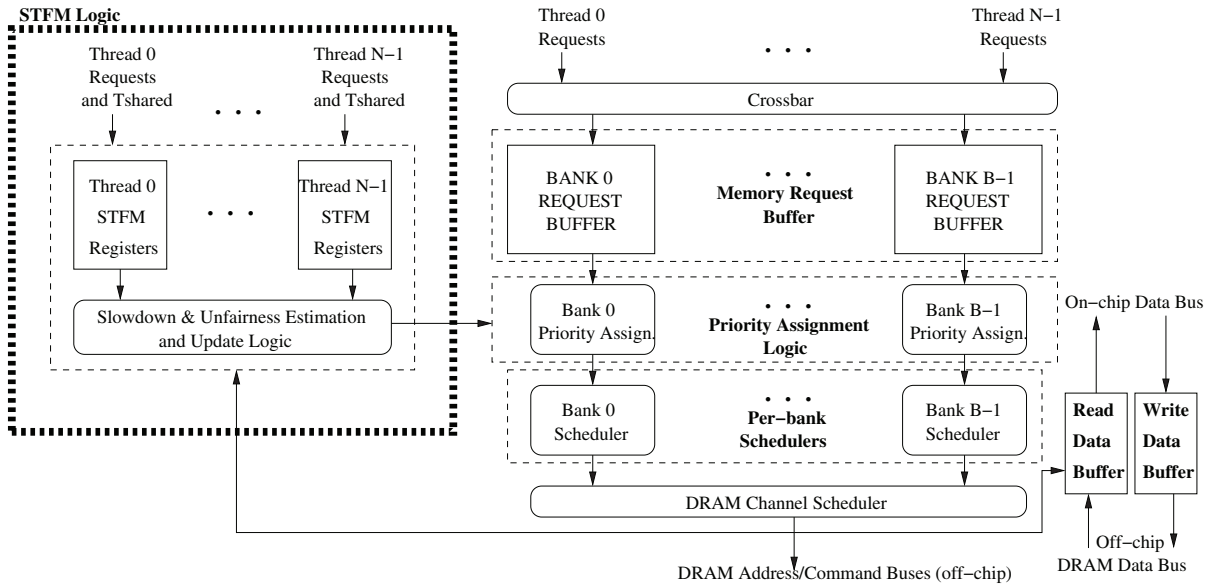 STFM Logic
Thread 0
Requests
and Tshared
Thread N−1
Requests
and Tshared
Thread 0
STFM
Registers
Thread N−1
STFM
Registers
Slowdown & Unfairness Estimation
and Update Logic
Thread 0
Requests
Thread N−1
Requests
Crossbar
BANK 0
REQUEST
BUFFER
Memory Request
Buffer
BANK B−1
REQUEST
BUFFER
Bank 0
Priority Assign.
Priority Assignment
Logic
Bank B−1
Priority Assign.
Bank 0
Scheduler
Per−bank
Schedulers
Bank B−1
Scheduler
DRAM Channel Scheduler
DRAM Address/Command Buses (off−chip)
On−chip Data Bus
Read
Data
Buffer
Write
Data
Buffer
Off−chip
DRAM Data Bus